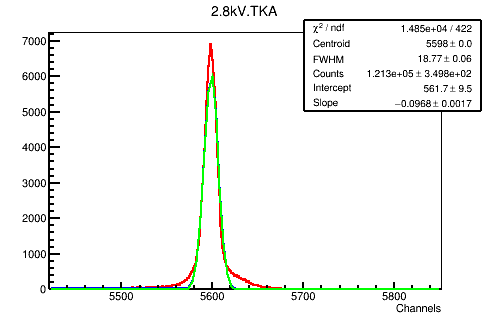 2.8kV.TKA
χ² / ndf 1.485e+04 / 422
Centroid 5598 ± 0.0
FWHM 18.77 ± 0.06
Counts 1.213e+05 ± 3.498e+02
Intercept 561.7 ± 9.5
Slope −0.0968 ± 0.0017
7000
6000
5000
4000
3000
2000
1000
0
5500 5600 5700 5800
Channels